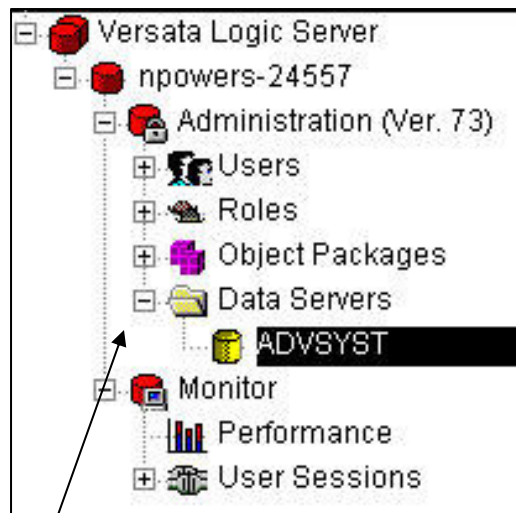 Versata Logic Server
npowers-24557
Administration (Ver. 73)
Users
Roles
Object Packages
Data Servers
ADVSYST
Monitor
Performance
User Sessions